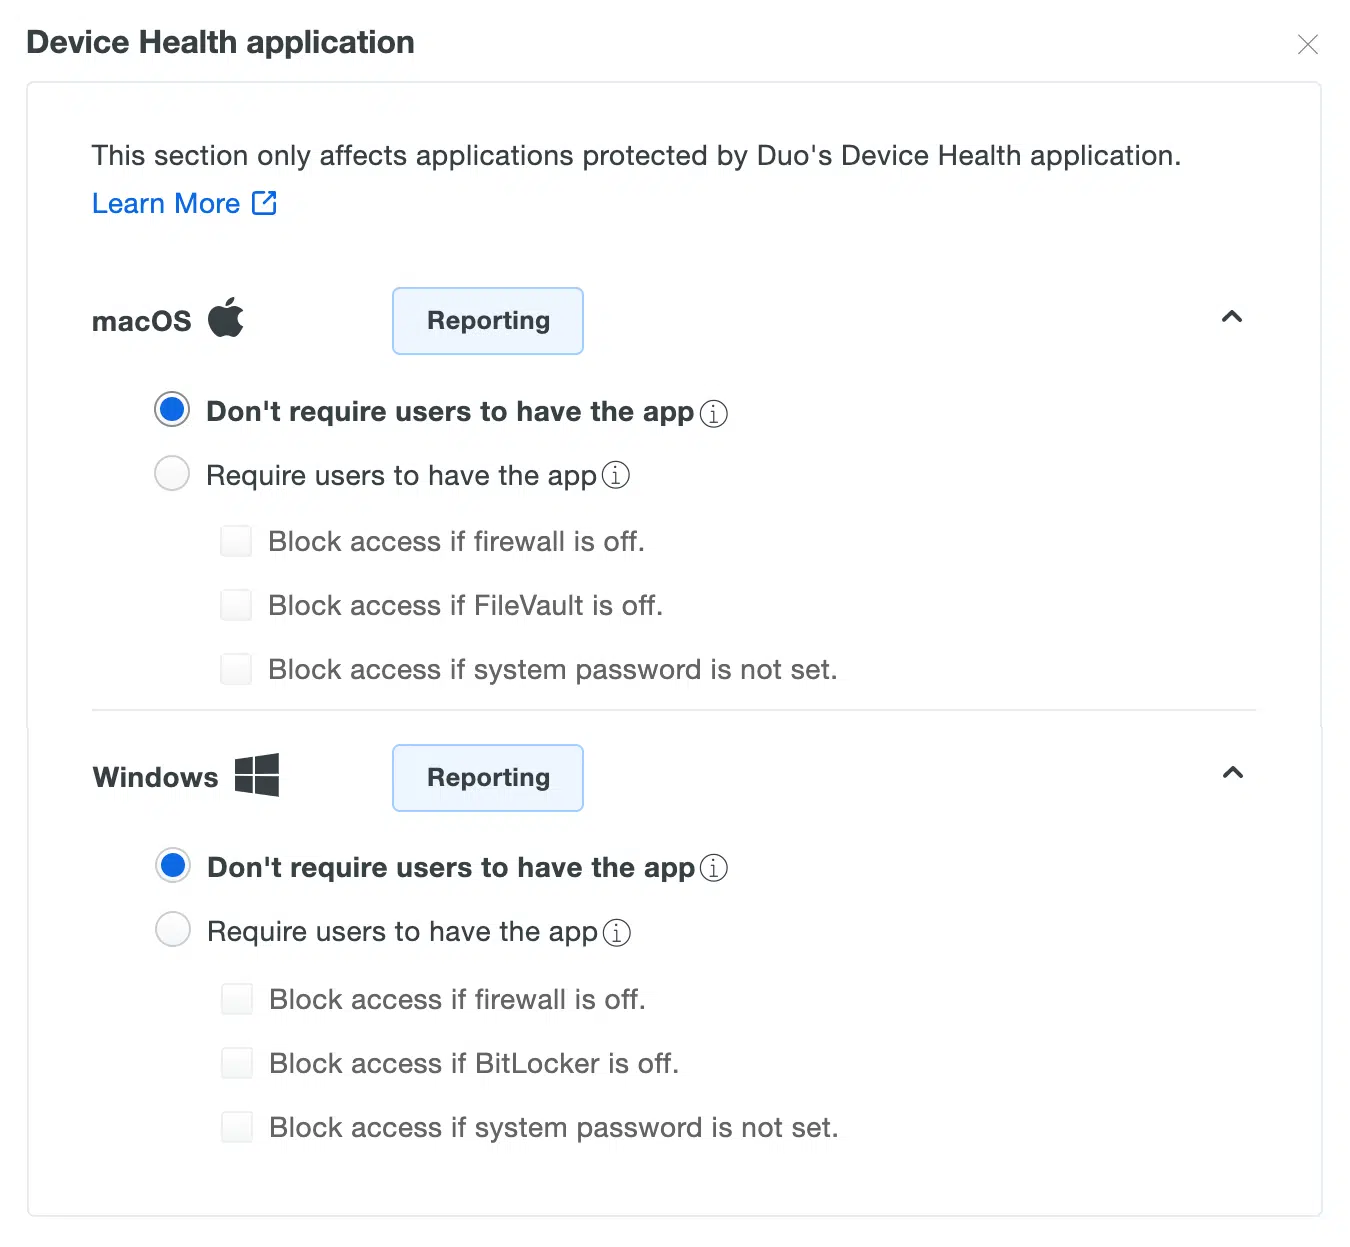 Device Health application
This section only affects applications protected by Duo's Device Health application.
Learn More
macOS Reporting
Don't require users to have the app
Require users to have the app
Block access if firewall is off.
Block access if FileVault is off.
Block access if system password is not set.
Windows Reporting
Don't require users to have the app
Require users to have the app
Block access if firewall is off.
Block access if BitLocker is off.
Block access if system password is not set.